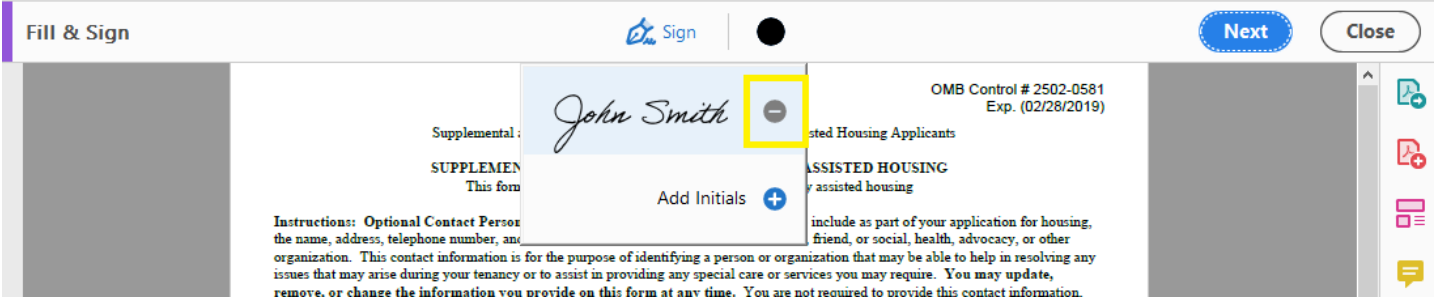 Fill & Sign
Sign
Next
Close
John Smith
Add Initials
OMB Control # 2502-0581
Exp. (02/28/2019)
Supplemental sted Housing Applicants
SUPPLEMEN ASSISTED HOUSING
This form y assisted housing
Instructions: Optional Contact Person include as part of your application for housing,
the name, address, telephone number, and friend, or social, health, advocacy, or other
organization. This contact information is for the purpose of identifying a person or organization that may be able to help in resolving any
issues that may arise during your tenancy or to assist in providing any special care or services you may require. You may update,
remove, or change the information you provide on this form at any time. You are not required to provide this contact information,